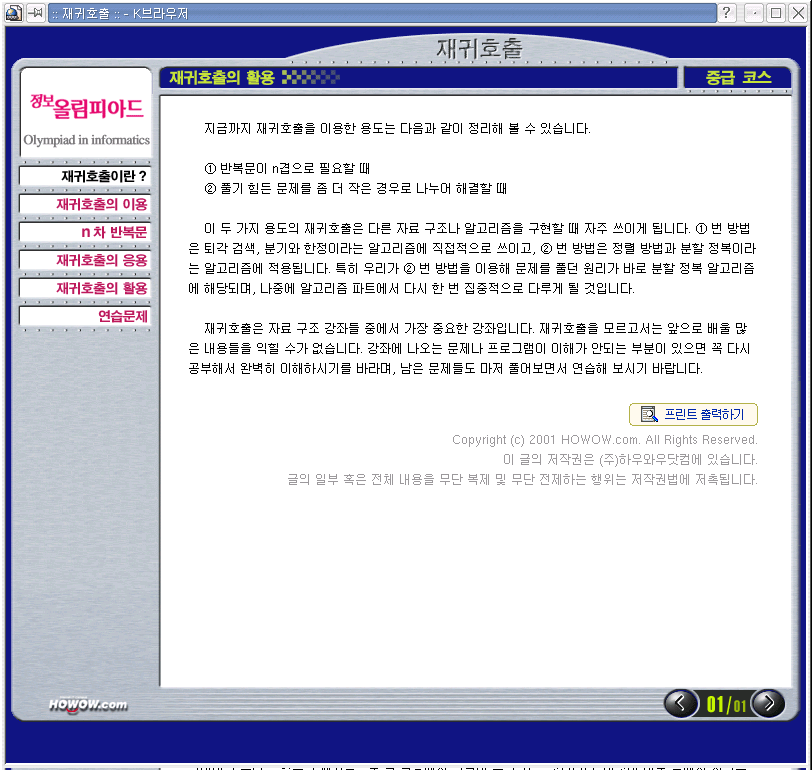 :: 재귀호출 :: - K브라우저
재귀호출
정보올림피아드
Olympiad in informatics
재귀호출이란 ?
재귀호출의 이용
n 차 반복문
재귀호출의 응용
재귀호출의 활용
연습문제
재귀호출의 활용
중급 코스
지금까지 재귀호출을 이용한 용도는 다음과 같이 정리해 볼 수 있습니다.
① 반복문이 n겹으로 필요할 때
② 풀기 힘든 문제를 좀 더 작은 경우로 나누어 해결할 때
이 두 가지 용도의 재귀호출은 다른 자료 구조나 알고리즘을 구현할 때 자주 쓰이게 됩니다. ① 번 방법
은 퇴각 검색, 분기와 한정이라는 알고리즘에 직접적으로 쓰이고, ② 번 방법은 정렬 방법과 분할 정복이라
는 알고리즘에 적용됩니다. 특히 우리가 ② 번 방법을 이용해 문제를 풀던 원리가 바로 분할 정복 알고리즘
에 해당되며, 나중에 알고리즘 파트에서 다시 한 번 집중적으로 다루게 될 것입니다.
재귀호출은 자료 구조 강좌들 중에서 가장 중요한 강좌입니다. 재귀호출을 모르고서는 앞으로 배울 많
은 내용들을 익힐 수가 없습니다. 강좌에 나오는 문제나 프로그램이 이해가 안되는 부분이 있으면 꼭 다시
공부해서 완벽히 이해하시기를 바라며, 남은 문제들도 마저 풀어보면서 연습해 보시기 바랍니다.
프린트 출력하기
Copyright (c) 2001 HOWOW.com. All Rights Reserved.
이 글의 저작권은 (주)하우와우닷컴에 있습니다.
글의 일부 혹은 전체 내용을 무단 복제 및 무단 전제하는 행위는 저작권법에 저촉됩니다.
HOWOW.com
01/01